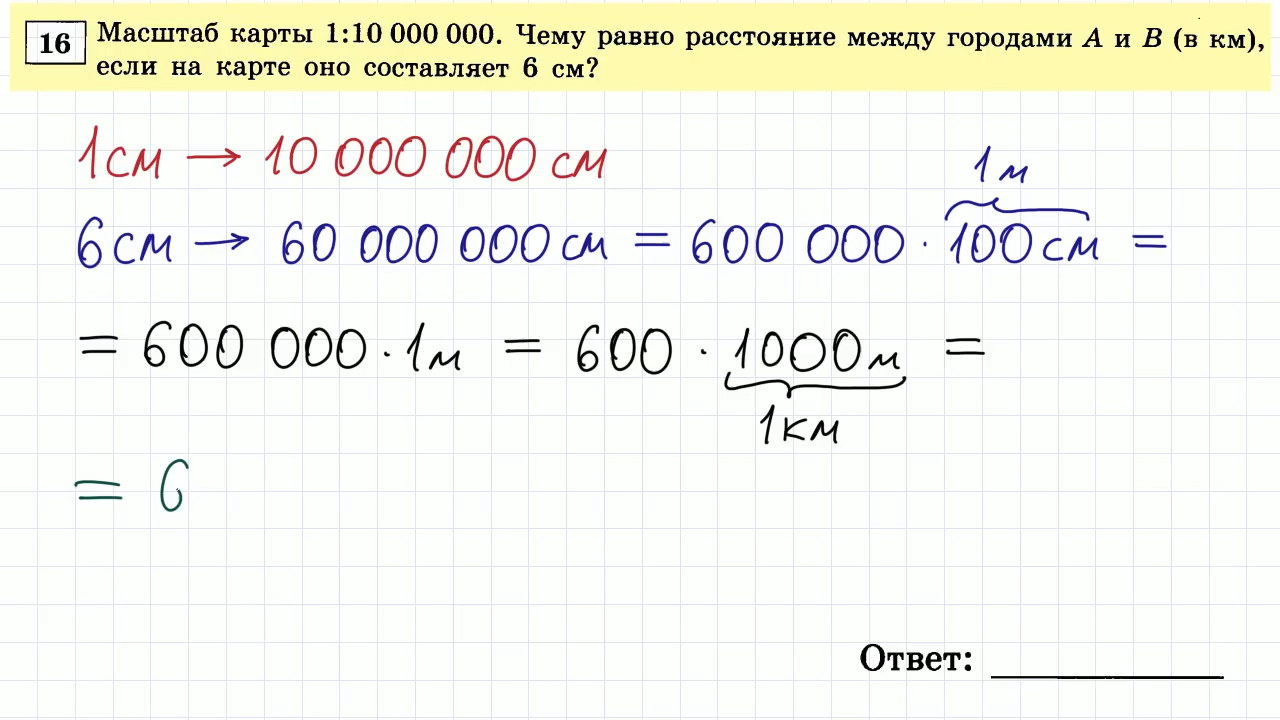 16 Масштаб карты 1:10 000 000. Чему равно расстояние между городами A и B (в км),
если на карте оно составляет 6 см?
1см → 10 000 000 см
1м
6см → 60 000 000 см = 600 000 · 100 см =
= 600 000 · 1м = 600 · 1000м =
1км
= 6
Ответ: